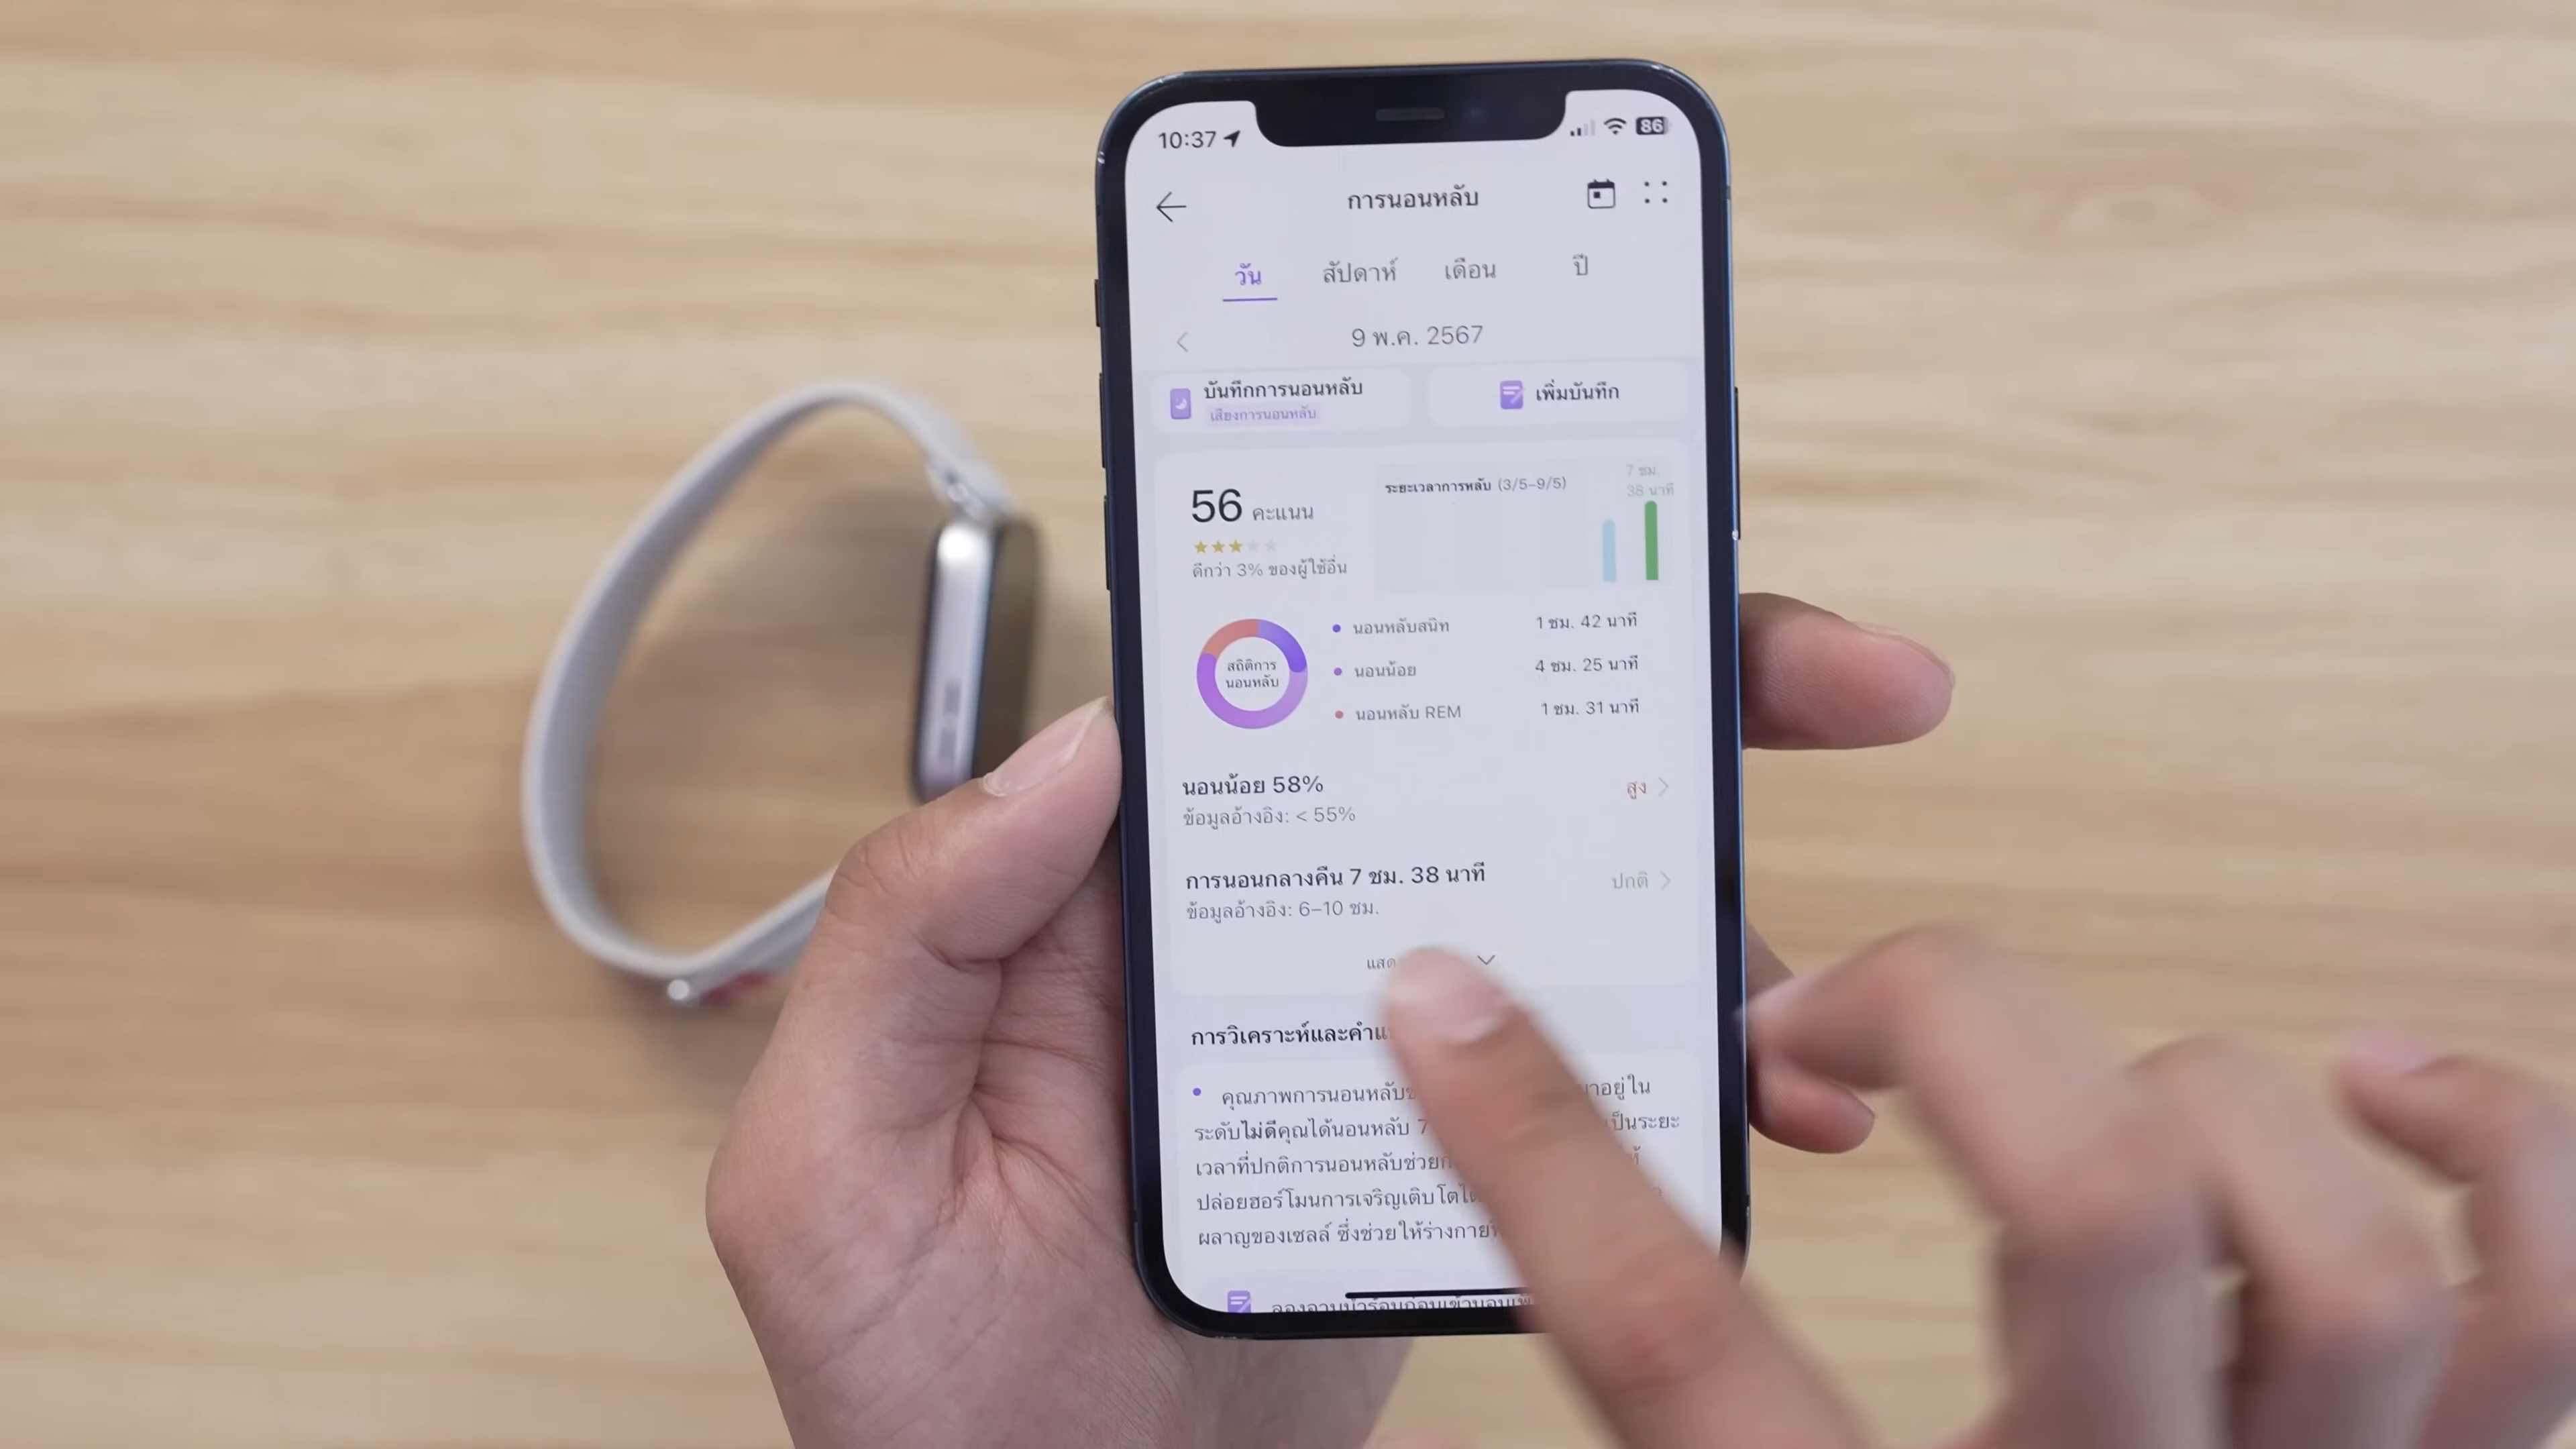 10:37
86
การนอนหลับ
วัน สัปดาห์ เดือน ปี
9 พ.ค. 2567
บันทึกการนอนหลับ
เสียงการนอนหลับ
เพิ่มบันทึก
56 คะแนน
ดีกว่า 3% ของผู้ใช้อื่น
ระยะเวลาการหลับ (3/5–9/5)
7 ชม.
38 นาที
สถิติการ
นอนหลับ
นอนหลับสนิท 1 ชม. 42 นาที
นอนน้อย 4 ชม. 25 นาที
นอนหลับ REM 1 ชม. 31 นาที
นอนน้อย 58% สูง
ข้อมูลอ้างอิง: < 55%
การนอนกลางคืน 7 ชม. 38 นาที ปกติ
ข้อมูลอ้างอิง: 6–10 ชม.
การวิเคราะห์และ
คุณภาพการนอนหลับ อยู่ใน
ระดับไม่ดีคุณได้นอนหลับ 7 เป็นระยะ
เวลาที่ปกติการนอนหลับช่วย
ปล่อยฮอร์โมนการเจริญเติบโต
ผลาญของเซลล์ ซึ่งช่วยให้ร่างกาย